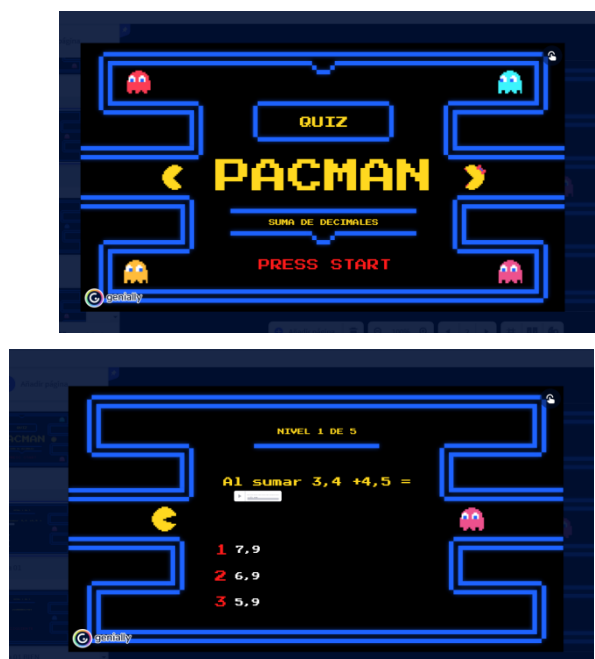 QUIZ
PACMAN
SUMA DE DECIMALES
PRESS START
genially
NIVEL 1 DE 5
Al sumar 3,4 +4,5 =
1 7,9
2 6,9
3 5,9
genially